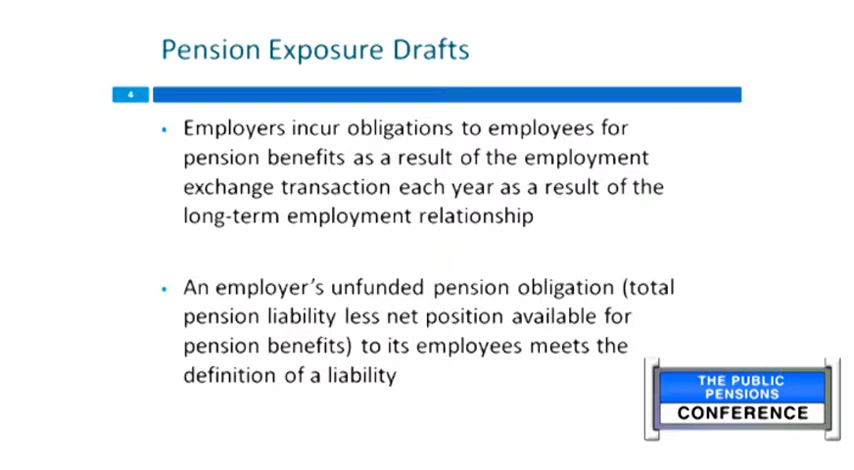 Pension Exposure Drafts
4
• Employers incur obligations to employees for
pension benefits as a result of the employment
exchange transaction each year as a result of the
long-term employment relationship
• An employer's unfunded pension obligation (total
pension liability less net position available for
pension benefits) to its employees meets the
definition of a liability
THE PUBLIC
PENSIONS
CONFERENCE